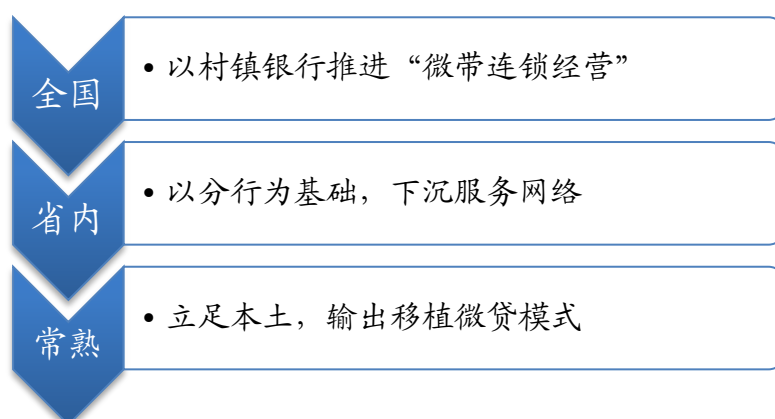 全国
• 以村镇银行推进“微带连锁经营”
省内
• 以分行为基础，下沉服务网络
常熟
• 立足本土，输出移植微贷模式